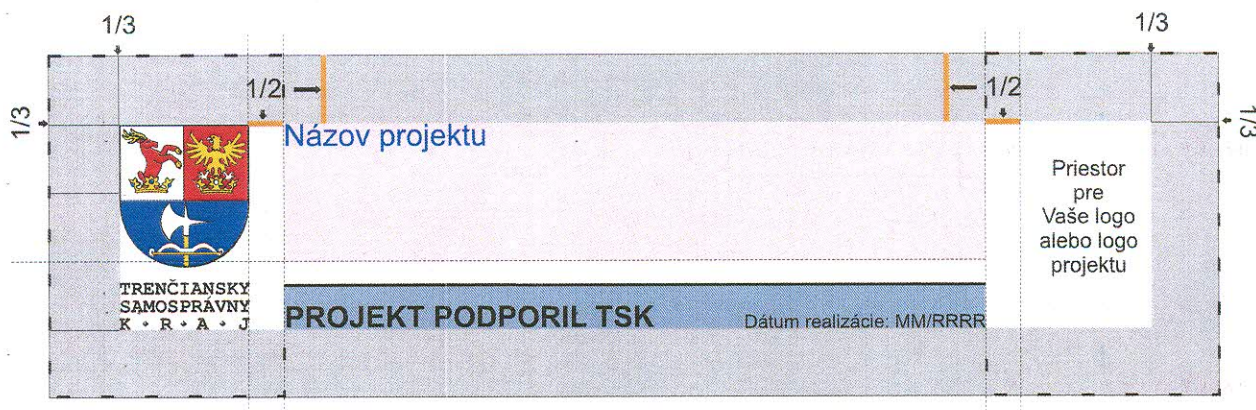 1/3
1/3
1/2
1/2
1/3
1/3
Názov projektu
Priestor
pre
Vaše logo
alebo logo
projektu
TRENČIANSKY
SAMOSPRÁVNY
K · R · A · J
PROJEKT PODPORIL TSK
Dátum realizácie: MM/RRRR